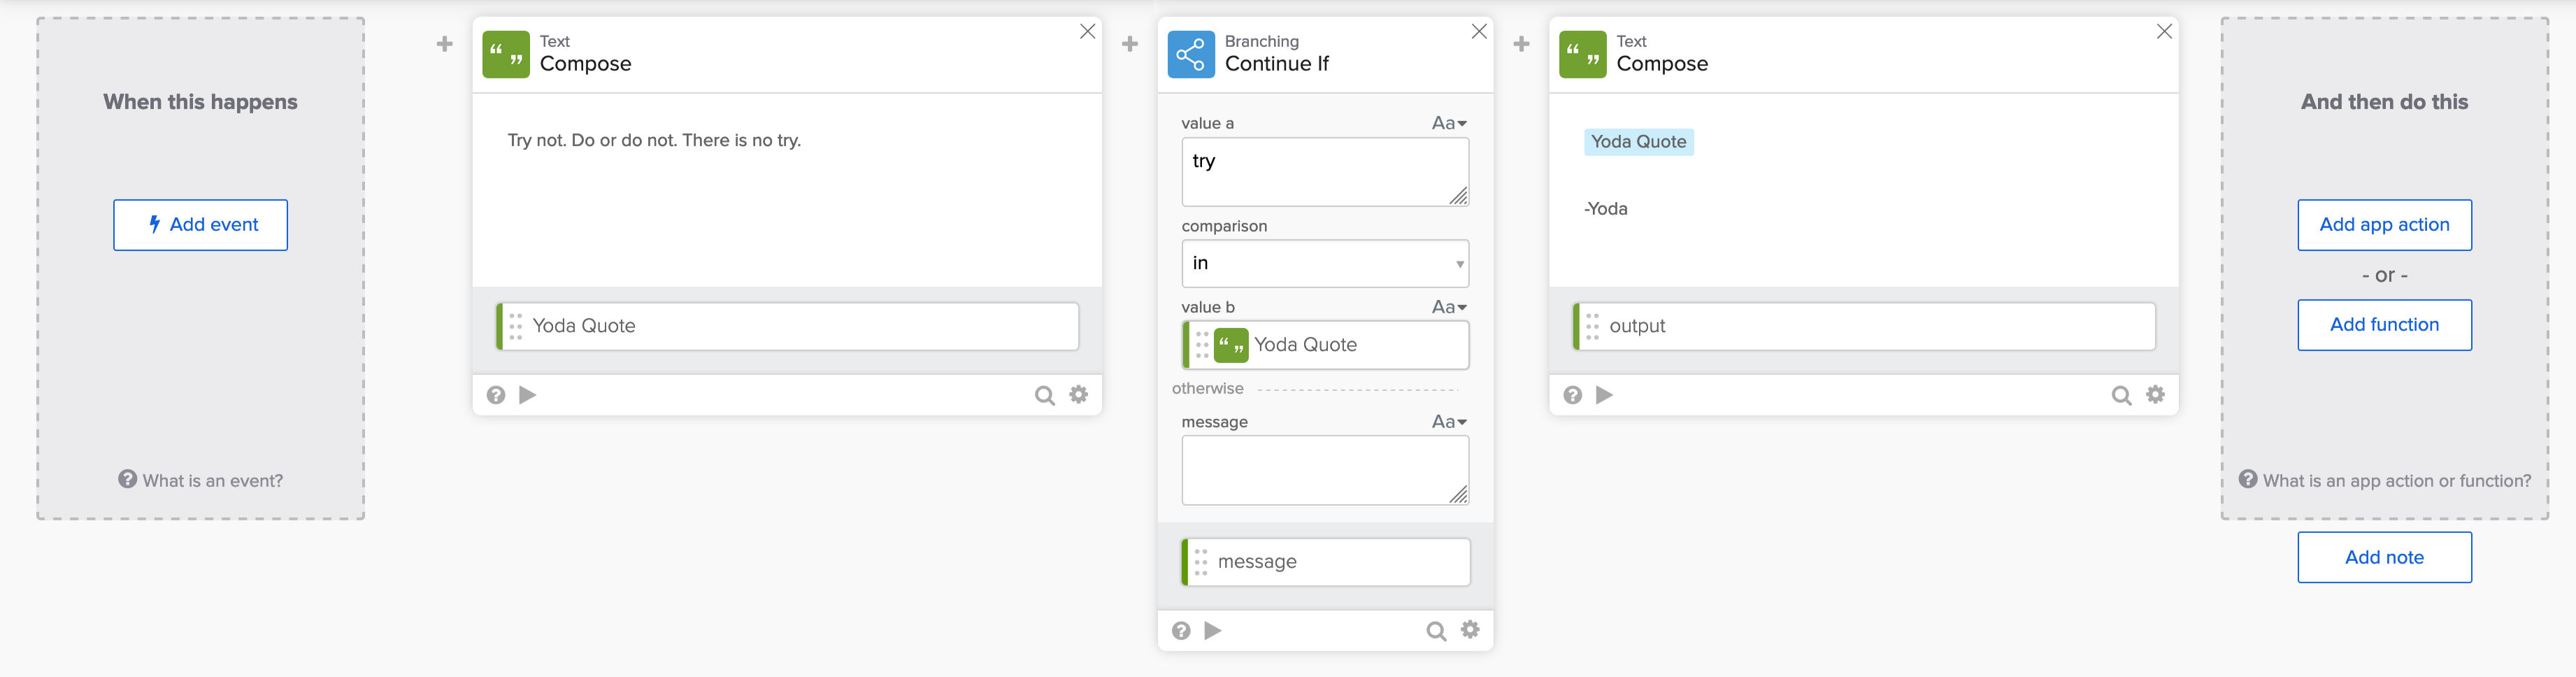 When this happens
Add event
What is an event?
Text
Compose
Try not. Do or do not. There is no try.
Yoda Quote
Branching
Continue If
value a
Aa
try
comparison
in
value b
Aa
“ ” Yoda Quote
otherwise
message
Aa
message
Text
Compose
Yoda Quote
-Yoda
output
And then do this
Add app action
- or -
Add function
What is an app action or function?
Add note